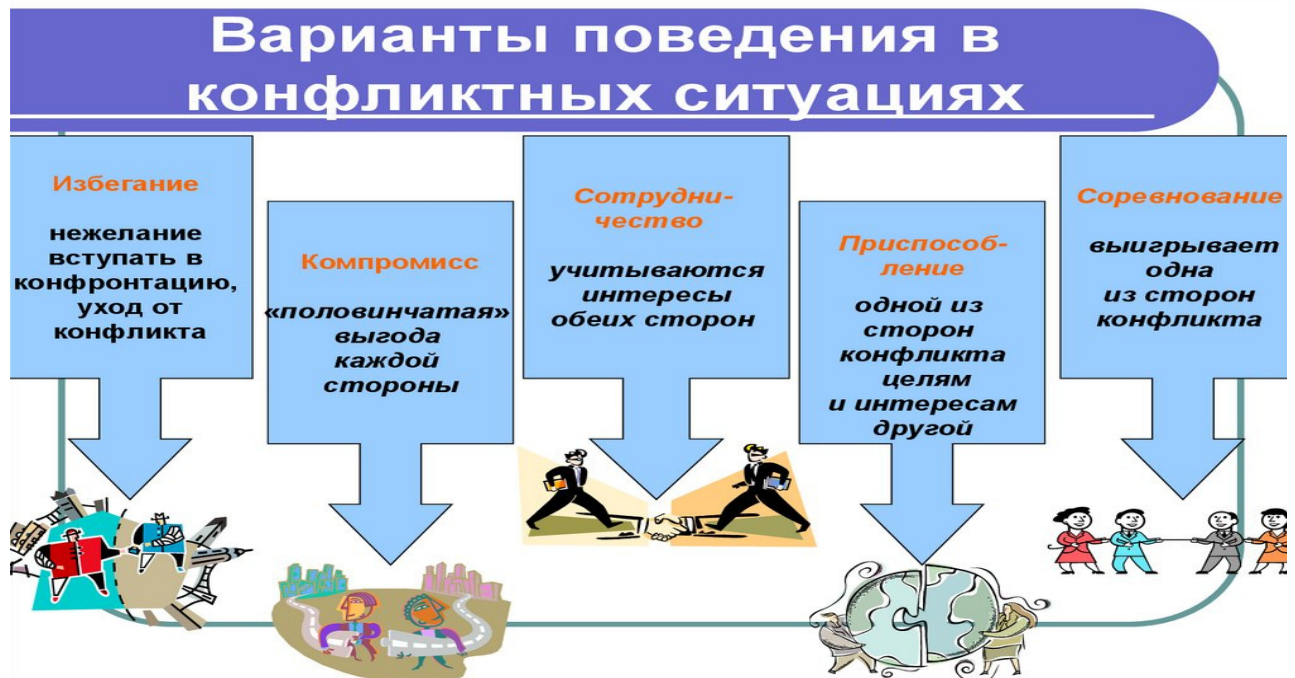 Варианты поведения в
конфликтных ситуациях
Избегание
нежелание
вступать в
конфронтацию,
уход от
конфликта
Компромисс
«половинчатая»
выгода
каждой
стороны
Сотрудни-
чество
учитываются
интересы
обеих сторон
Приспособ-
ление
одной из
сторон
конфликта
целям
и интересам
другой
Соревнование
выигрывает
одна
из сторон
конфликта